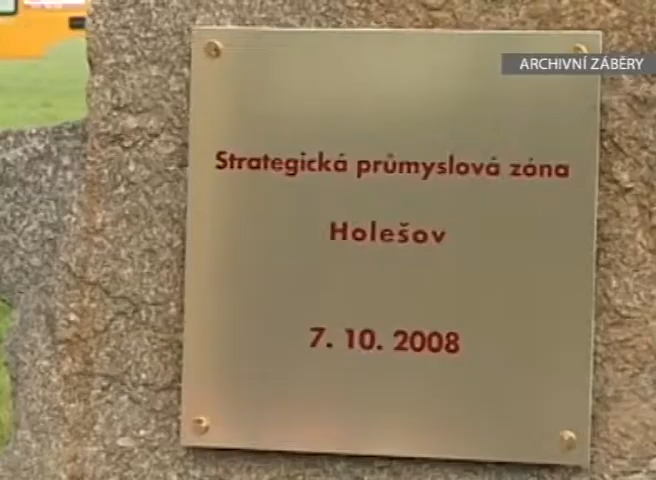 ARCHIVNÍ ZÁBĚRY
Strategická průmyslová zóna
Holešov
7. 10. 2008